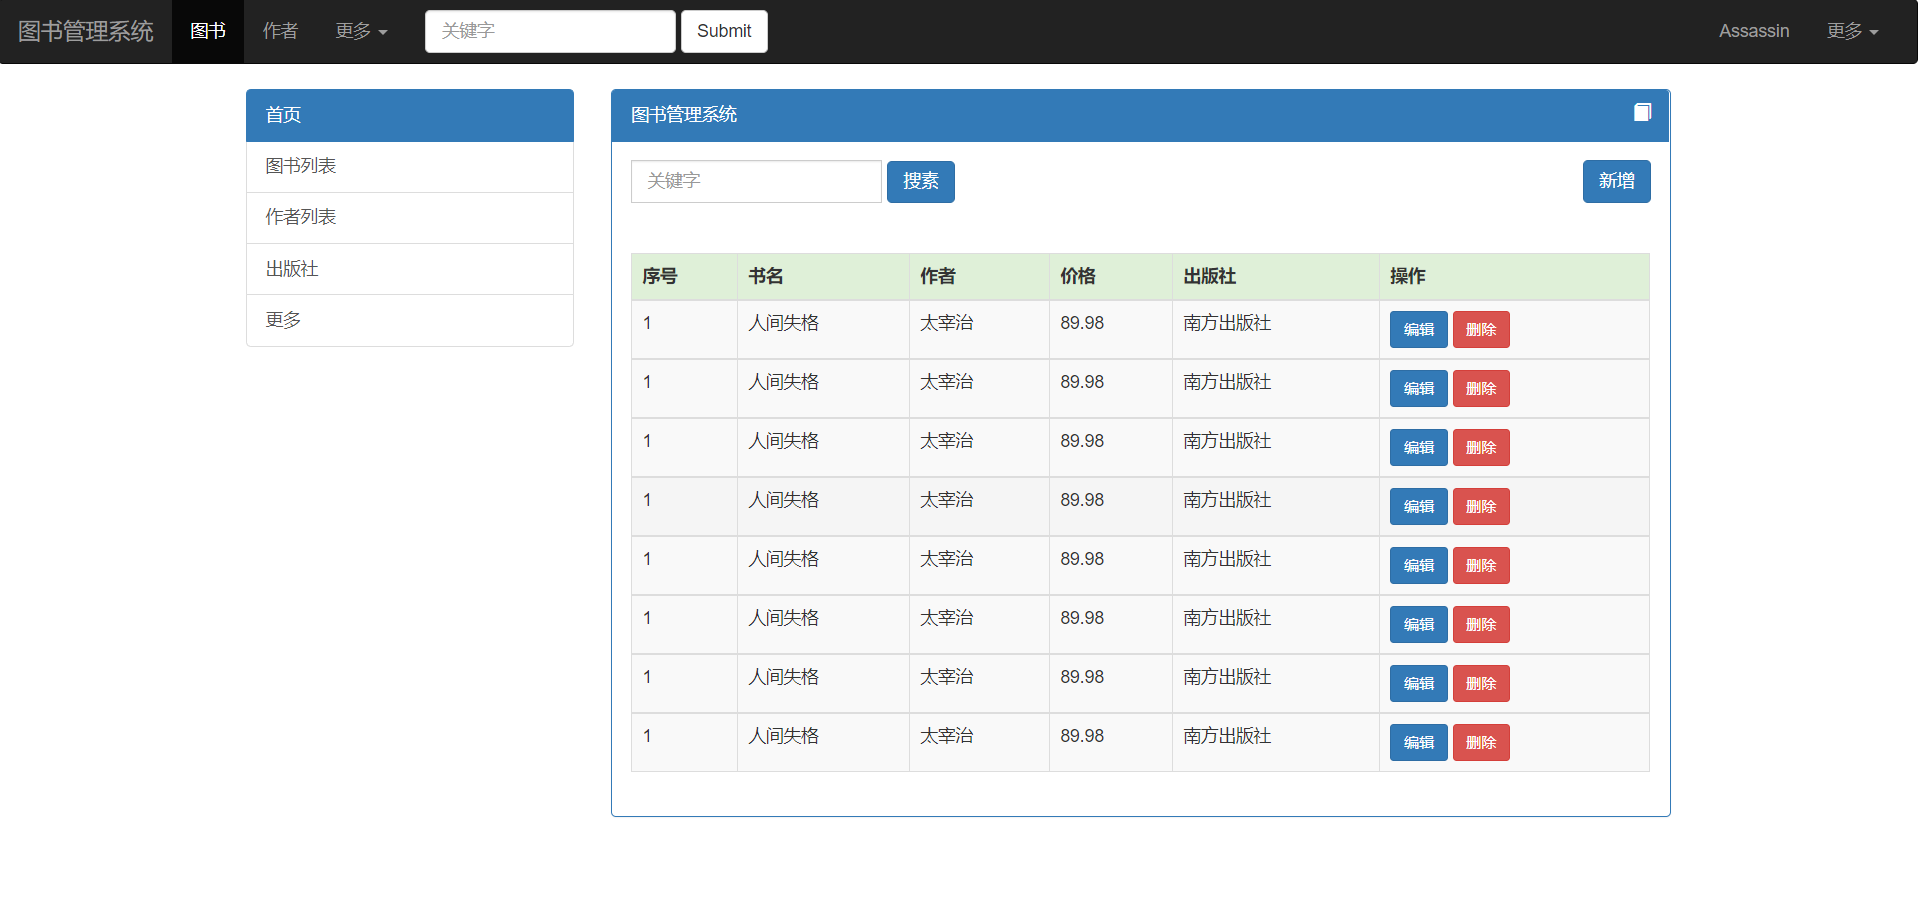 图书管理系统 图书 作者 更多 关键字 Submit Assassin 更多
首页
图书列表
作者列表
出版社
更多
图书管理系统
关键字 搜素 新增
序号 书名 作者 价格 出版社 操作
1 人间失格 太宰治 89.98 南方出版社 编辑 删除
1 人间失格 太宰治 89.98 南方出版社 编辑 删除
1 人间失格 太宰治 89.98 南方出版社 编辑 删除
1 人间失格 太宰治 89.98 南方出版社 编辑 删除
1 人间失格 太宰治 89.98 南方出版社 编辑 删除
1 人间失格 太宰治 89.98 南方出版社 编辑 删除
1 人间失格 太宰治 89.98 南方出版社 编辑 删除
1 人间失格 太宰治 89.98 南方出版社 编辑 删除